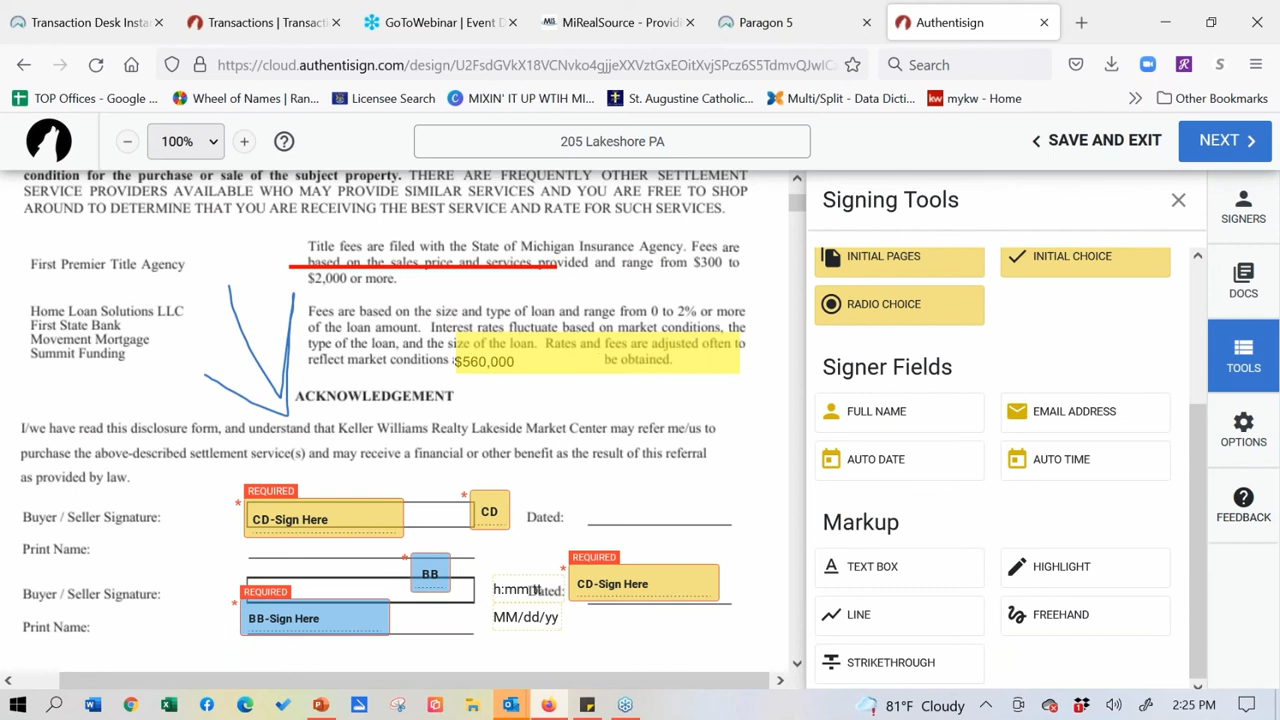 Transaction Desk Insta
Transactions | Transact
GoToWebinar | Event D
MiRealSource - Providi
Paragon 5
Authentisign
https://cloud.authentisign.com/design/
Search
TOP Offices - Google ...
Wheel of Names | Ran...
Licensee Search
MIXIN' IT UP WTIH MI...
St. Augustine Catholic...
Multi/Split - Data Dicti...
mykw - Home
Other Bookmarks
100%
205 Lakeshore PA
SAVE AND EXIT
NEXT
condition for the purchase or sale of the subject property. THERE ARE FREQUENTLY OTHER SETTLEMENT
SERVICE PROVIDERS AVAILABLE WHO MAY PROVIDE SIMILAR SERVICES AND YOU ARE FREE TO SHOP
AROUND TO DETERMINE THAT YOU ARE RECEIVING THE BEST SERVICE AND RATE FOR SUCH SERVICES.
First Premier Title Agency
Title fees are filed with the State of Michigan Insurance Agency. Fees are
based on the sales price and services provided and range from $300 to
$2,000 or more.
Home Loan Solutions LLC
First State Bank
Movement Mortgage
Summit Funding
Fees are based on the size and type of loan and range from 0 to 2% or more
of the loan amount. Interest rates fluctuate based on market conditions, the
type of the loan, and the size of the loan. Rates and fees are adjusted often to
reflect market conditions $560,000 be obtained.
ACKNOWLEDGEMENT
I/we have read this disclosure form, and understand that Keller Williams Realty Lakeside Market Center may refer me/us to
purchase the above-described settlement service(s) and may receive a financial or other benefit as the result of this referral
as provided by law.
REQUIRED
Buyer / Seller Signature: * CD-Sign Here * CD Dated:
Print Name:
* BB
REQUIRED
REQUIRED
Buyer / Seller Signature: h:mm tt Dated: * CD-Sign Here
Print Name: * BB-Sign Here MM/dd/yy
Signing Tools
INITIAL PAGES
INITIAL CHOICE
RADIO CHOICE
Signer Fields
FULL NAME
EMAIL ADDRESS
AUTO DATE
AUTO TIME
Markup
TEXT BOX
HIGHLIGHT
LINE
FREEHAND
STRIKETHROUGH
SIGNERS
DOCS
TOOLS
OPTIONS
FEEDBACK
81°F Cloudy
2:25 PM